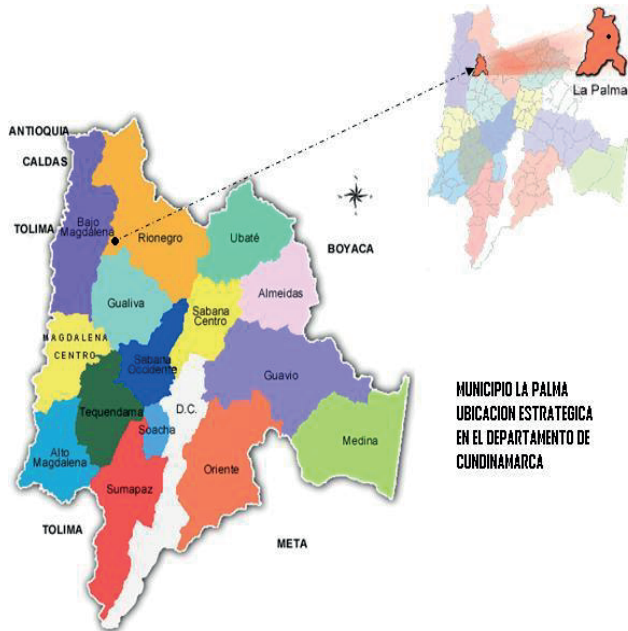 La Palma
ANTIOQUIA
CALDAS
TOLIMA
Bajo
Magdalena
Rionegro
Ubaté
BOYACA
Gualiva
Almeidas
Sabana
Centro
MAGDALENA
CENTRO
Sabana
Occidente
Guavio
Tequendama
D.C.
Soacha
Medina
Alto
Magdalena
Oriente
Sumapaz
TOLIMA
META
MUNICIPIO LA PALMA
UBICACION ESTRATEGICA
EN EL DEPARTAMENTO DE
CUNDINAMARCA